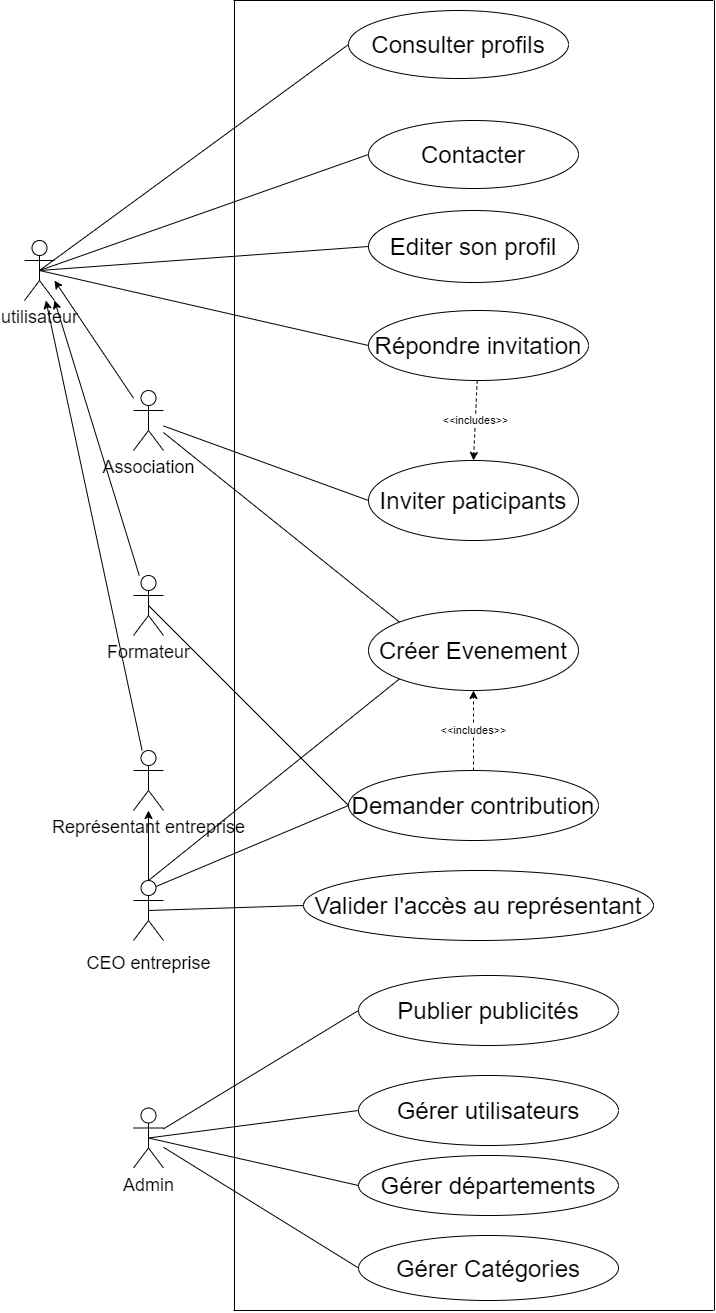 Consulter profils
Contacter
Editer son profil
utilisateur
Répondre invitation
<<includes>>
Association
Inviter paticipants
Formateur
Créer Evenement
<<includes>>
Représentant entreprise
Demander contribution
Valider l'accès au représentant
CEO entreprise
Publier publicités
Gérer utilisateurs
Admin
Gérer départements
Gérer Catégories